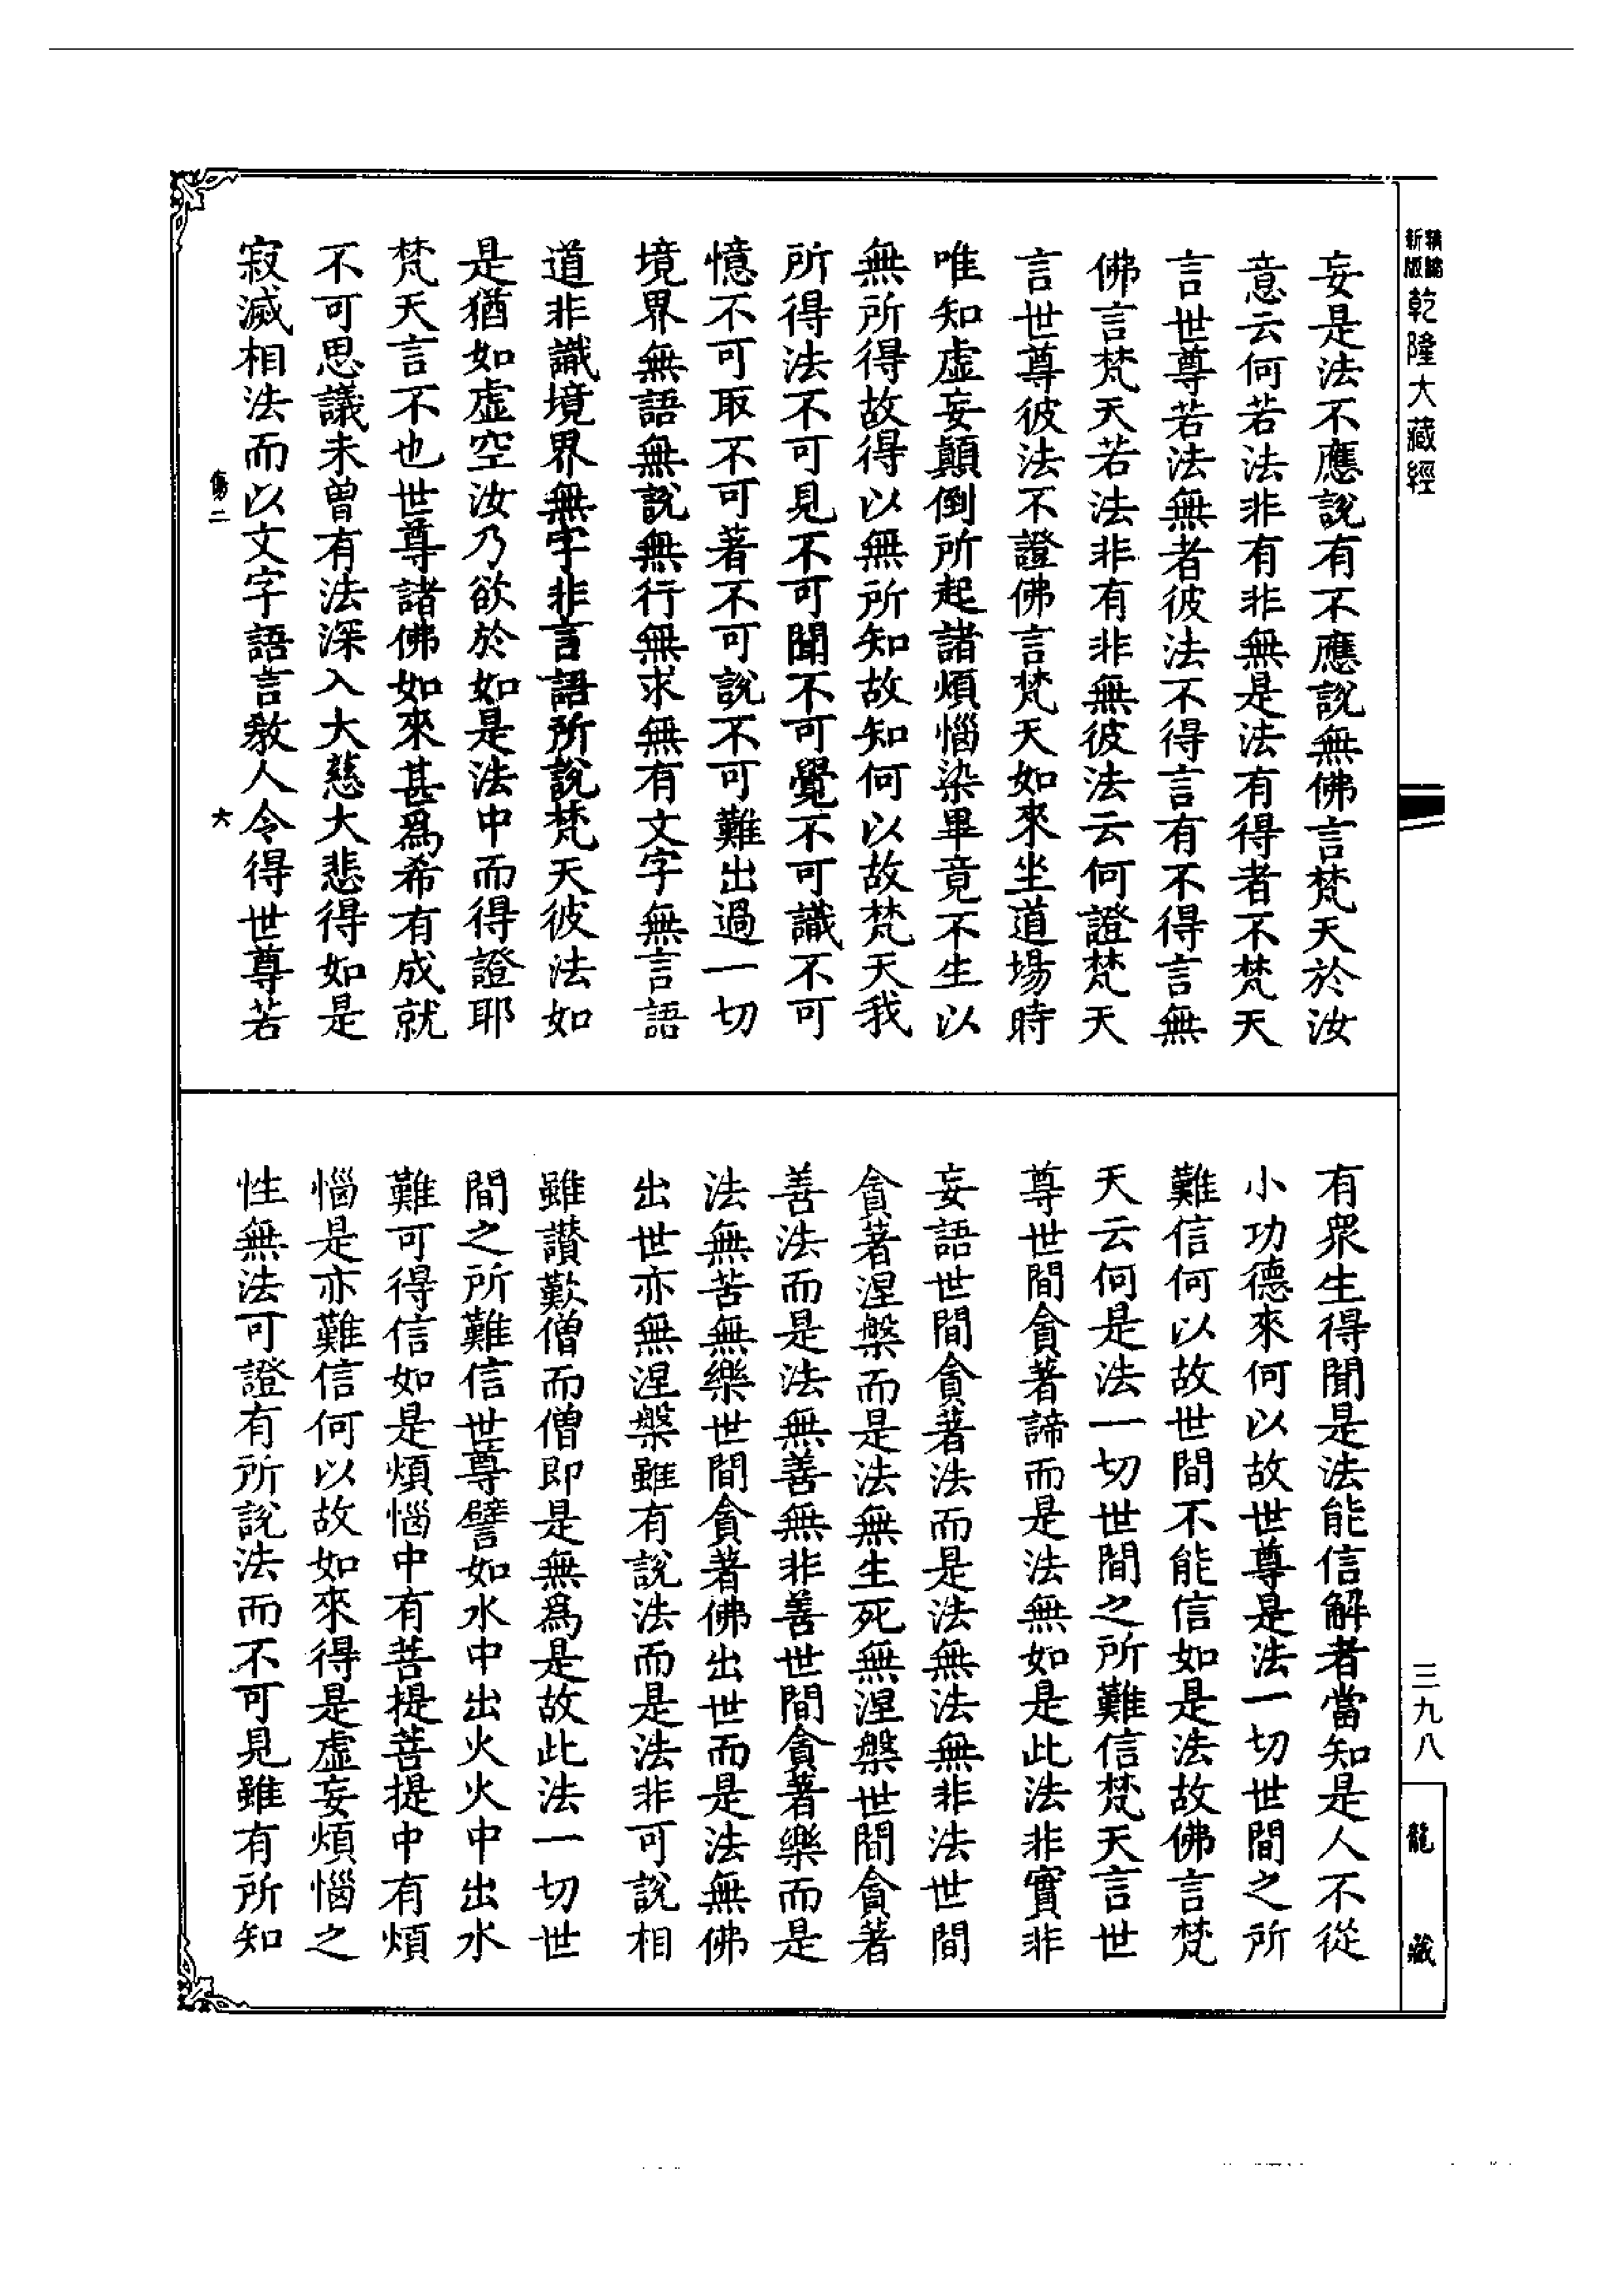 精縮新版乾隆大藏經
妄是法不應說有不應說無佛言梵天於汝
意云何若法非有非無是法有得者不梵天
言世尊若法無者彼法不得言有不得言無
佛言梵天若法非有非無彼法云何證梵天
言世尊彼法不證佛言梵天如來坐道場時
唯知虛妄顛倒所起諸煩惱染畢竟不生以
無所得故得以無所知故知何以故梵天我
所得法不可見不可聞不可覺不可識不可
憶不可取不可著不可說不可難出過一切
境界無語無說無行無求無有文字無言語
道非識境界無字非言語所說梵天彼法如
是猶如虛空汝乃欲於如是法中而得證耶
梵天言不也世尊諸佛如來甚爲希有成就
不可思議未曾有法深入大慈大悲得如是
寂滅相法而以文字語言教人令得世尊若
傷二
六
有眾生得聞是法能信解者當知是人不從
小功德來何以故世尊是法一切世間之所
難信何以故世間不能信如是法故佛言梵
天云何是法一切世間之所難信梵天言世
尊世間貪著諦而是法無如是此法非實非
妄語世間貪著法而是法無法無非法世間
貪著涅槃而是法無生死無涅槃世間貪著
善法而是法無善無非善世間貪著樂而是
法無苦無樂世間貪著佛出世而是法無佛
出世亦無涅槃雖有說法而是法非可說相
雖讚歎僧而僧即是無爲是故此法一切世
間之所難信世尊譬如水中出火火中出水
難可得信如是煩惱中有菩提菩提中有煩
惱是亦難信何以故如來得是虛妄煩惱之
性無法可證有所說法而不可見雖有所知
三九八
龍藏